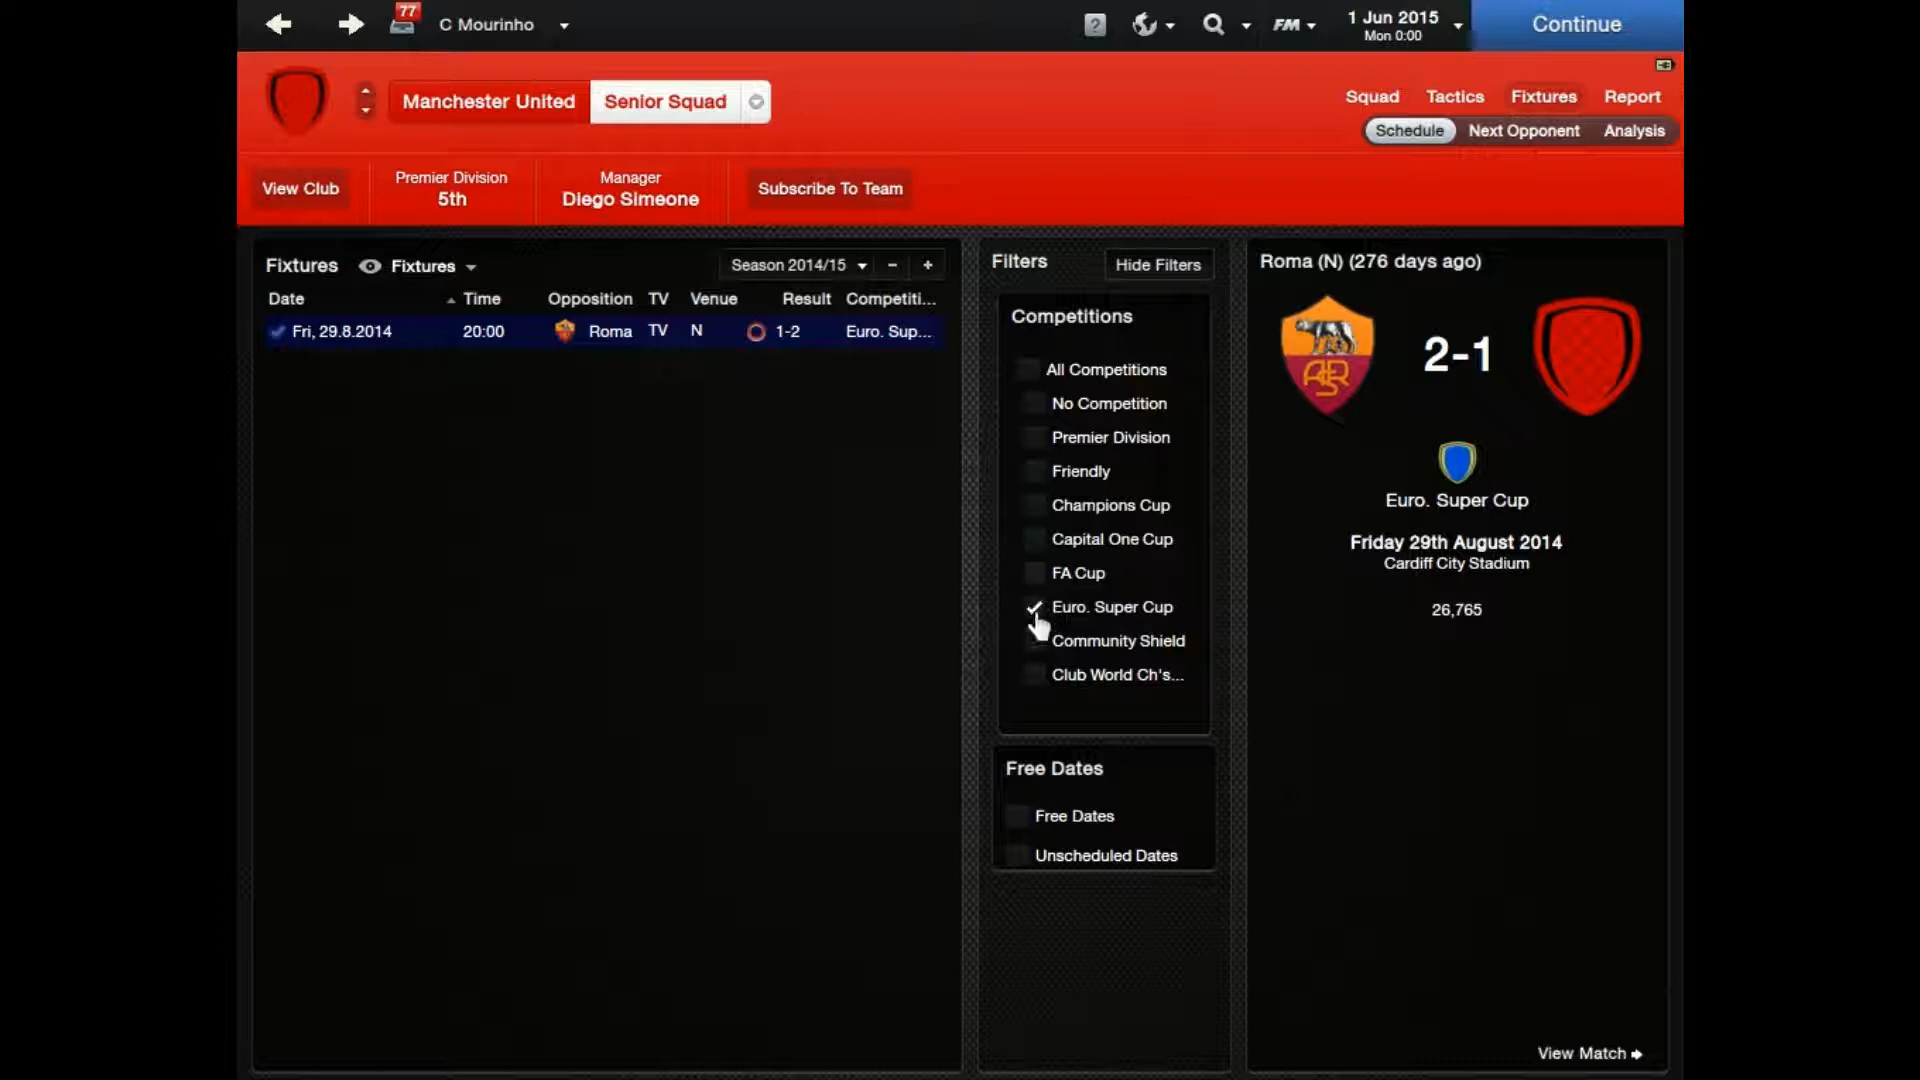 77
C Mourinho
?
FM
1 Jun 2015
Mon 0:00
Continue
Manchester United
Senior Squad
Squad
Tactics
Fixtures
Report
Schedule
Next Opponent
Analysis
View Club
Premier Division
5th
Manager
Diego Simeone
Subscribe To Team
Fixtures
Fixtures
Season 2014/15
-
+
Date Time Opposition TV Venue Result Competiti...
Fri, 29.8.2014 20:00 Roma TV N 1-2 Euro. Sup...
Filters
Hide Filters
Competitions
All Competitions
No Competition
Premier Division
Friendly
Champions Cup
Capital One Cup
FA Cup
Euro. Super Cup
Community Shield
Club World Ch's...
Free Dates
Free Dates
Unscheduled Dates
Roma (N) (276 days ago)
ASR
2-1
Euro. Super Cup
Friday 29th August 2014
Cardiff City Stadium
26,765
View Match